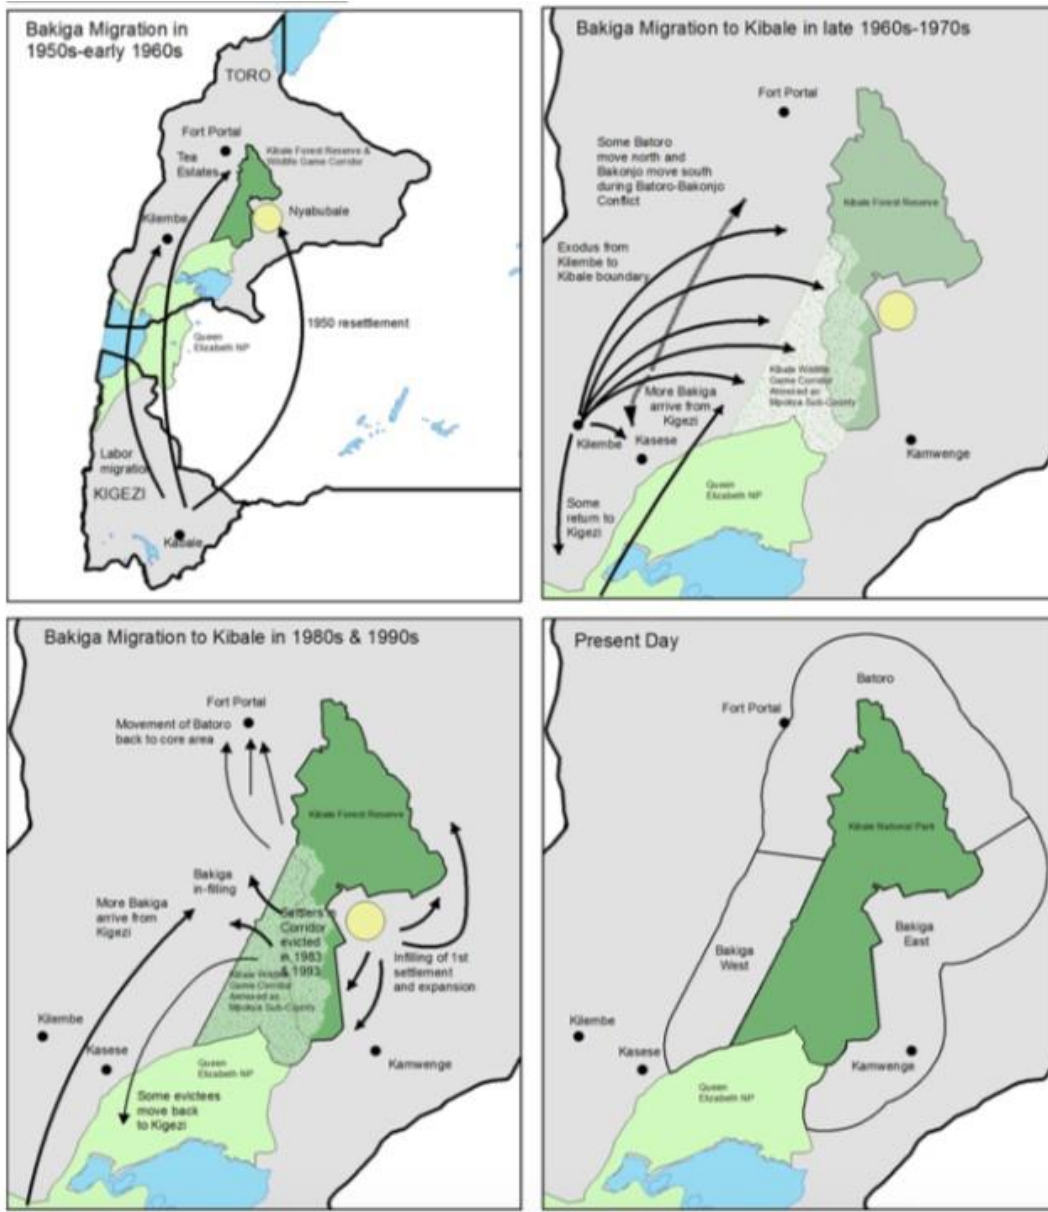 Bakiga Migration in
1950s-early 1960s
TORO
Fort Portal
Tea
Estates
Kibale Forest Reserve &
Wildlife Game Corridor
Kilembe
Nyabubale
1950 resettlement
Queen
Elizabeth NP
Labor
migration
KIGEZI
Kabale
Bakiga Migration to Kibale in late 1960s-1970s
Fort Portal
Some Batoro
move north and
Bakonjo move south
during Batoro-Bakonjo
Conflict
Kibale Forest Reserve
Exodus from
Kilembe to
Kibale boundary
Kibale Wildlife
Game Corridor
Annexed as
Mpokya Sub-County
More Bakiga
arrive from
Kigezi
Kilembe
Kasese
Kamwenge
Queen
Elizabeth NP
Some
return to
Kigezi
Bakiga Migration to Kibale in 1980s & 1990s
Fort Portal
Movement of Batoro
back to core area
Kibale Forest Reserve
Bakiga
in-filling
More Bakiga
arrive from
Kigezi
Settlers in
Corridor
evicted
in 1983
& 1993
Kibale Wildlife
Game Corridor
Annexed as
Mpokya Sub-County
Infilling of 1st
settlement
and expansion
Kilembe
Kasese
Kamwenge
Queen
Elizabeth NP
Some evictees
move back
to Kigezi
Present Day
Batoro
Fort Portal
Kibale National Park
Bakiga
West
Bakiga
East
Kilembe
Kasese
Kamwenge
Queen
Elizabeth NP